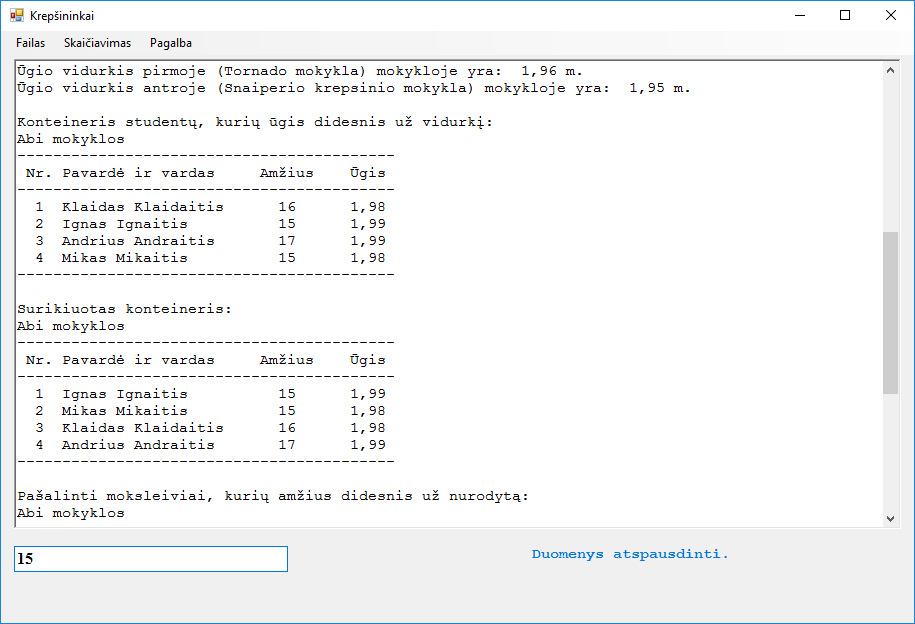 Krepšininkai
Failas Skaičiavimas Pagalba
Ūgio vidurkis pirmoje (Tornado mokykla) mokykloje yra: 1,96 m.
Ūgio vidurkis antroje (Snaiperio krepsinio mokykla) mokykloje yra: 1,95 m.
Konteineris studentų, kurių ūgis didesnis už vidurkį:
Abi mokyklos
------------------------------------------
Nr. Pavardė ir vardas Amžius Ūgis
------------------------------------------
1 Klaidas Klaidaitis 16 1,98
2 Ignas Ignaitis 15 1,99
3 Andrius Andraitis 17 1,99
4 Mikas Mikaitis 15 1,98
------------------------------------------
Surikiuotas konteineris:
Abi mokyklos
------------------------------------------
Nr. Pavardė ir vardas Amžius Ūgis
------------------------------------------
1 Ignas Ignaitis 15 1,99
2 Mikas Mikaitis 15 1,98
3 Klaidas Klaidaitis 16 1,98
4 Andrius Andraitis 17 1,99
------------------------------------------
Pašalinti moksleiviai, kurių amžius didesnis už nurodytą:
Abi mokyklos
15
Duomenys atspausdinti.